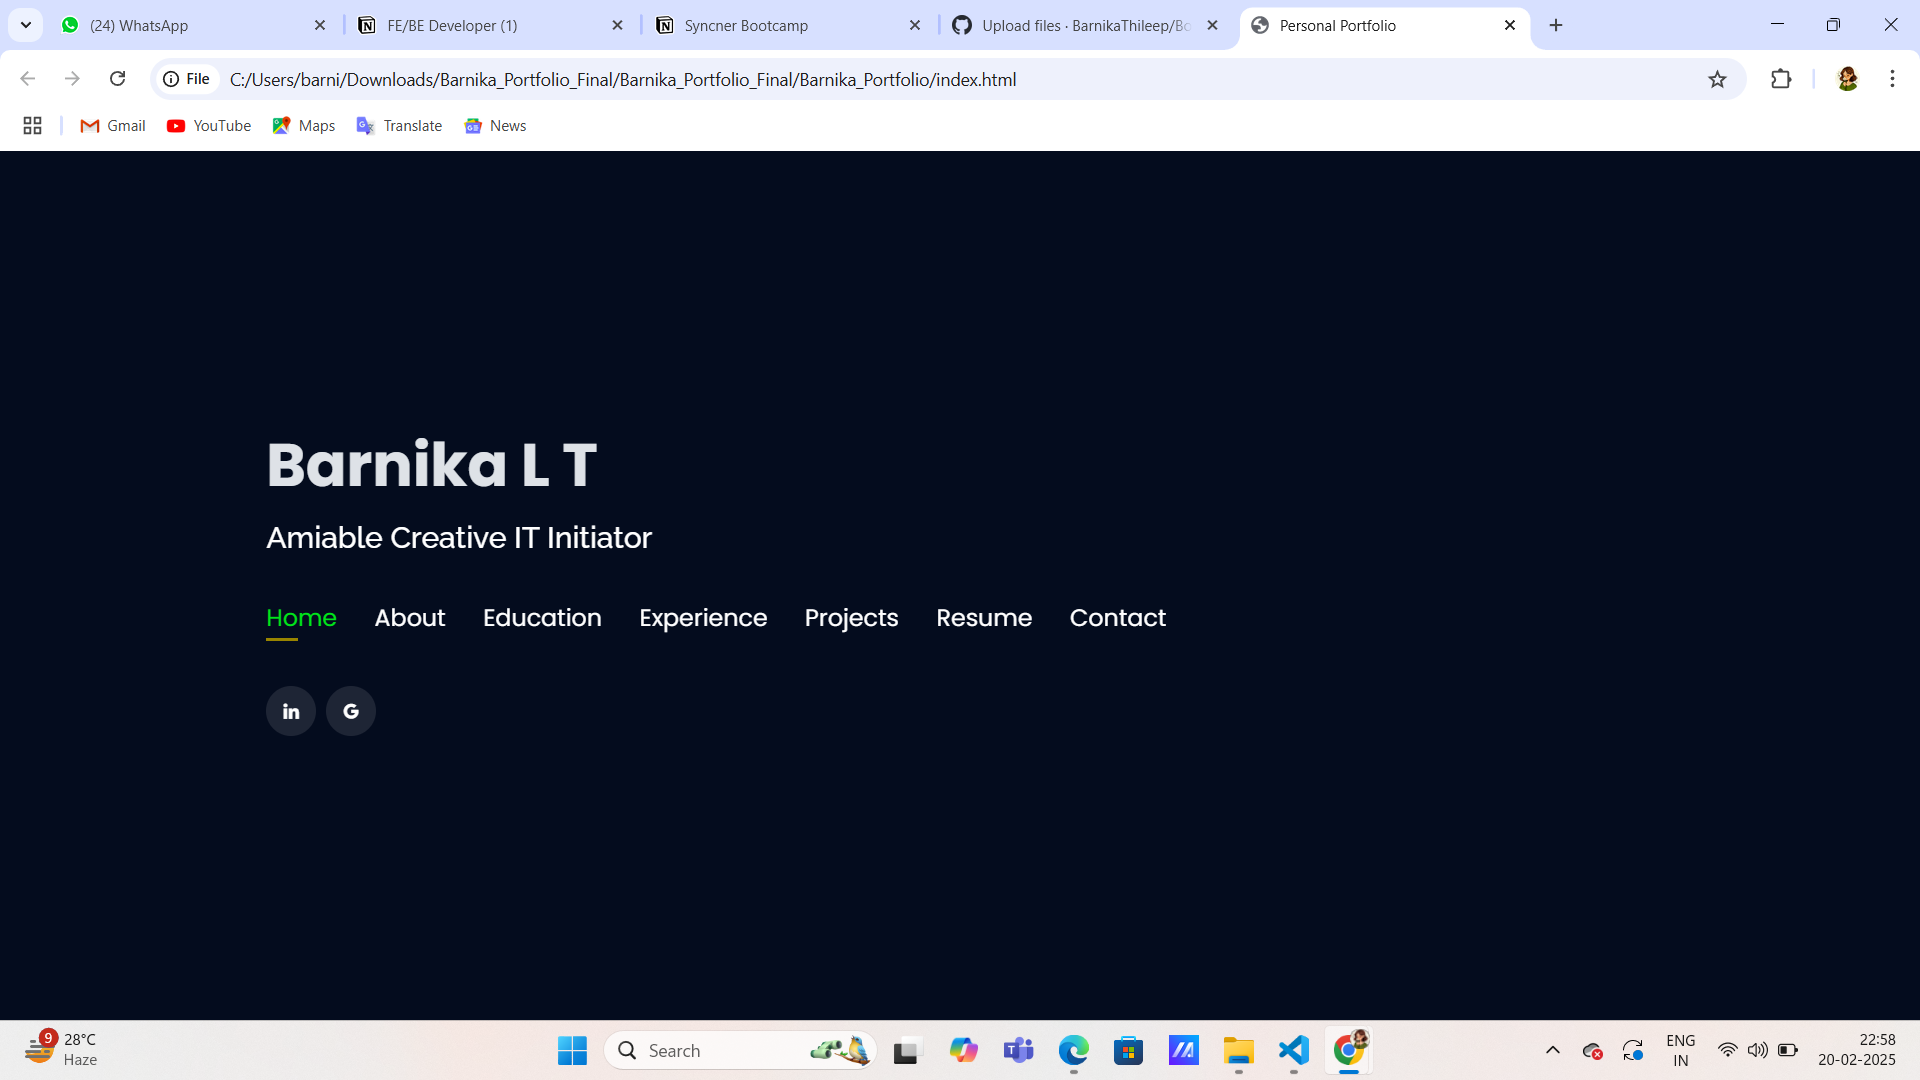 (24) WhatsApp
FE/BE Developer (1)
Syncner Bootcamp
Upload files · BarnikaThileep/Bo
Personal Portfolio
File C:/Users/barni/Downloads/Barnika_Portfolio_Final/Barnika_Portfolio_Final/Barnika_Portfolio/index.html
Gmail YouTube Maps Translate News
Barnika L T
Amiable Creative IT Initiator
Home About Education Experience Projects Resume Contact
in G
9 28°C
Haze
Search
ENG
IN
22:58
20-02-2025